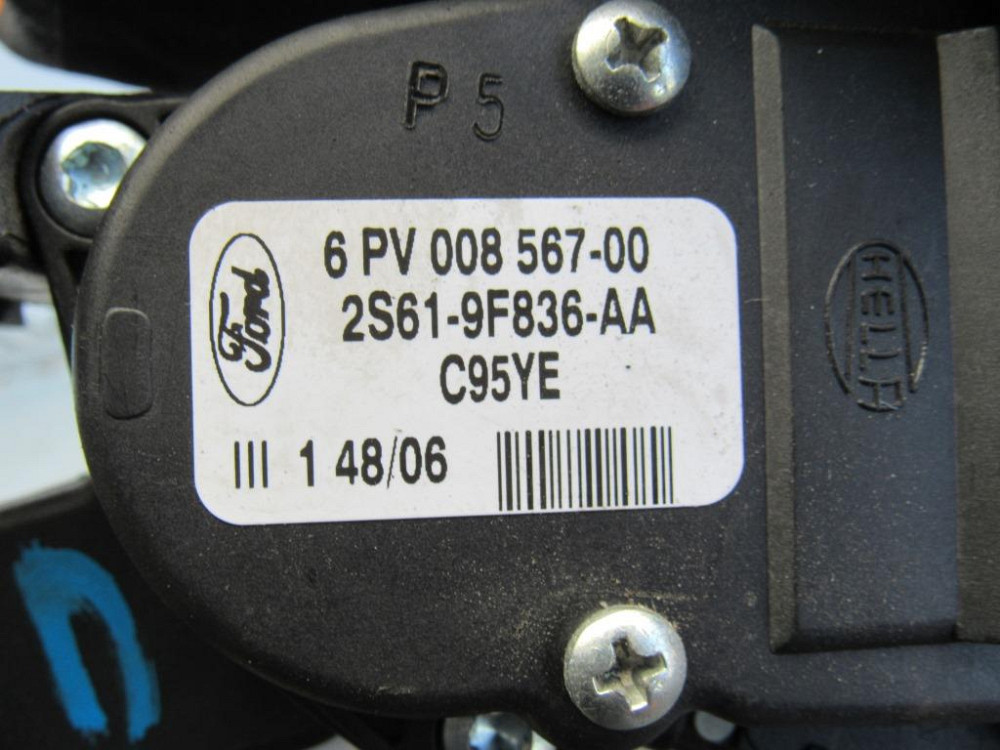 P 5
Ford
6 PV 008 567-00
2S61-9F836-AA
C95YE
III 1 48/06
HELLA